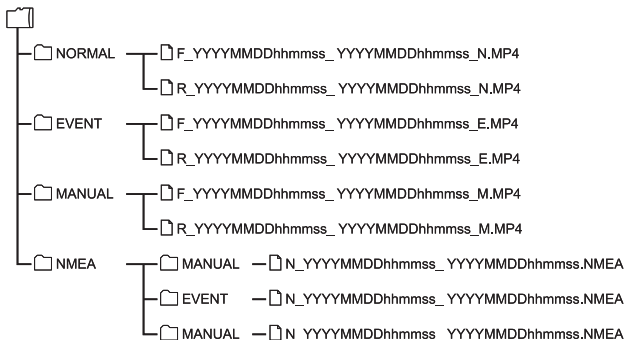 NORMAL F_YYYYMMDDhhmmss_ YYYYMMDDhhmmss_N.MP4
R_YYYYMMDDhhmmss_ YYYYMMDDhhmmss_N.MP4
EVENT F_YYYYMMDDhhmmss_ YYYYMMDDhhmmss_E.MP4
R_YYYYMMDDhhmmss_ YYYYMMDDhhmmss_E.MP4
MANUAL F_YYYYMMDDhhmmss_ YYYYMMDDhhmmss_M.MP4
R_YYYYMMDDhhmmss_ YYYYMMDDhhmmss_M.MP4
NMEA MANUAL N_YYYYMMDDhhmmss_ YYYYMMDDhhmmss.NMEA
EVENT N_YYYYMMDDhhmmss_ YYYYMMDDhhmmss.NMEA
MANUAL N_YYYYMMDDhhmmss_ YYYYMMDDhhmmss.NMEA